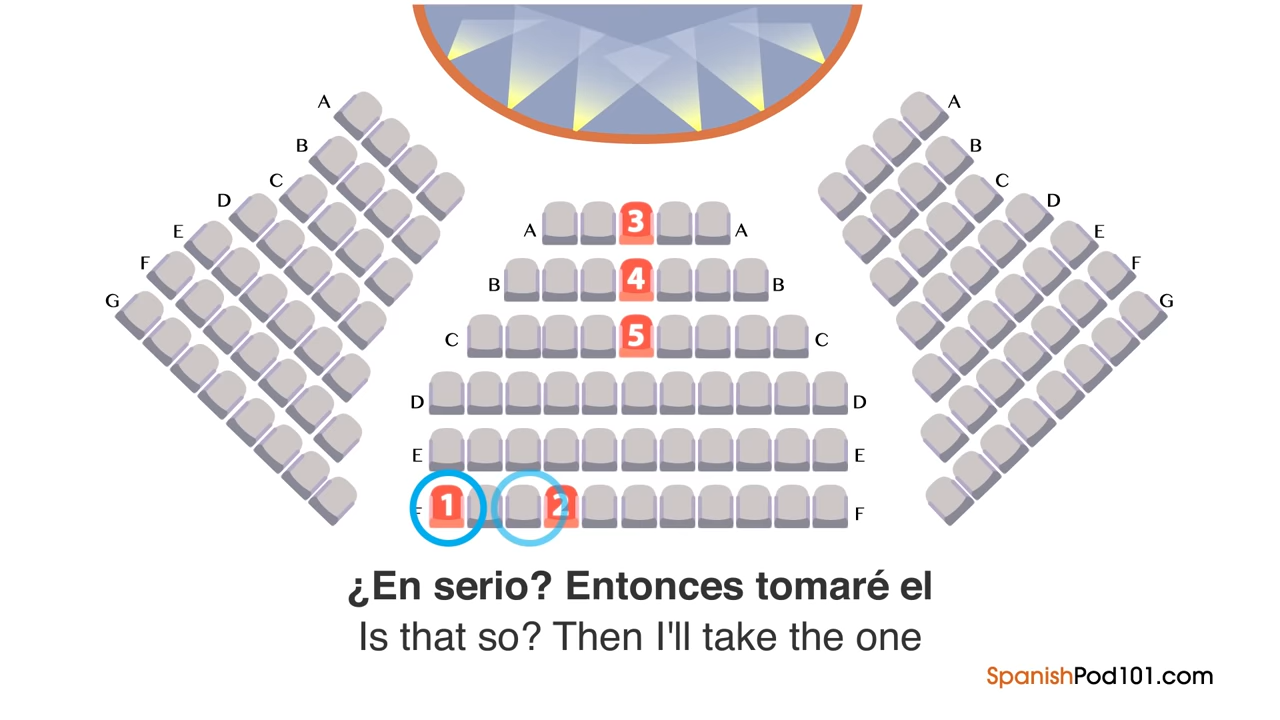 A
A
B
B
C
C
D
D
E
E
F
F
G
G
A 3 A
B 4 B
C 5 C
D D
E E
F 1 2 F
¿En serio? Entonces tomaré el
Is that so? Then I'll take the one
SpanishPod101.com